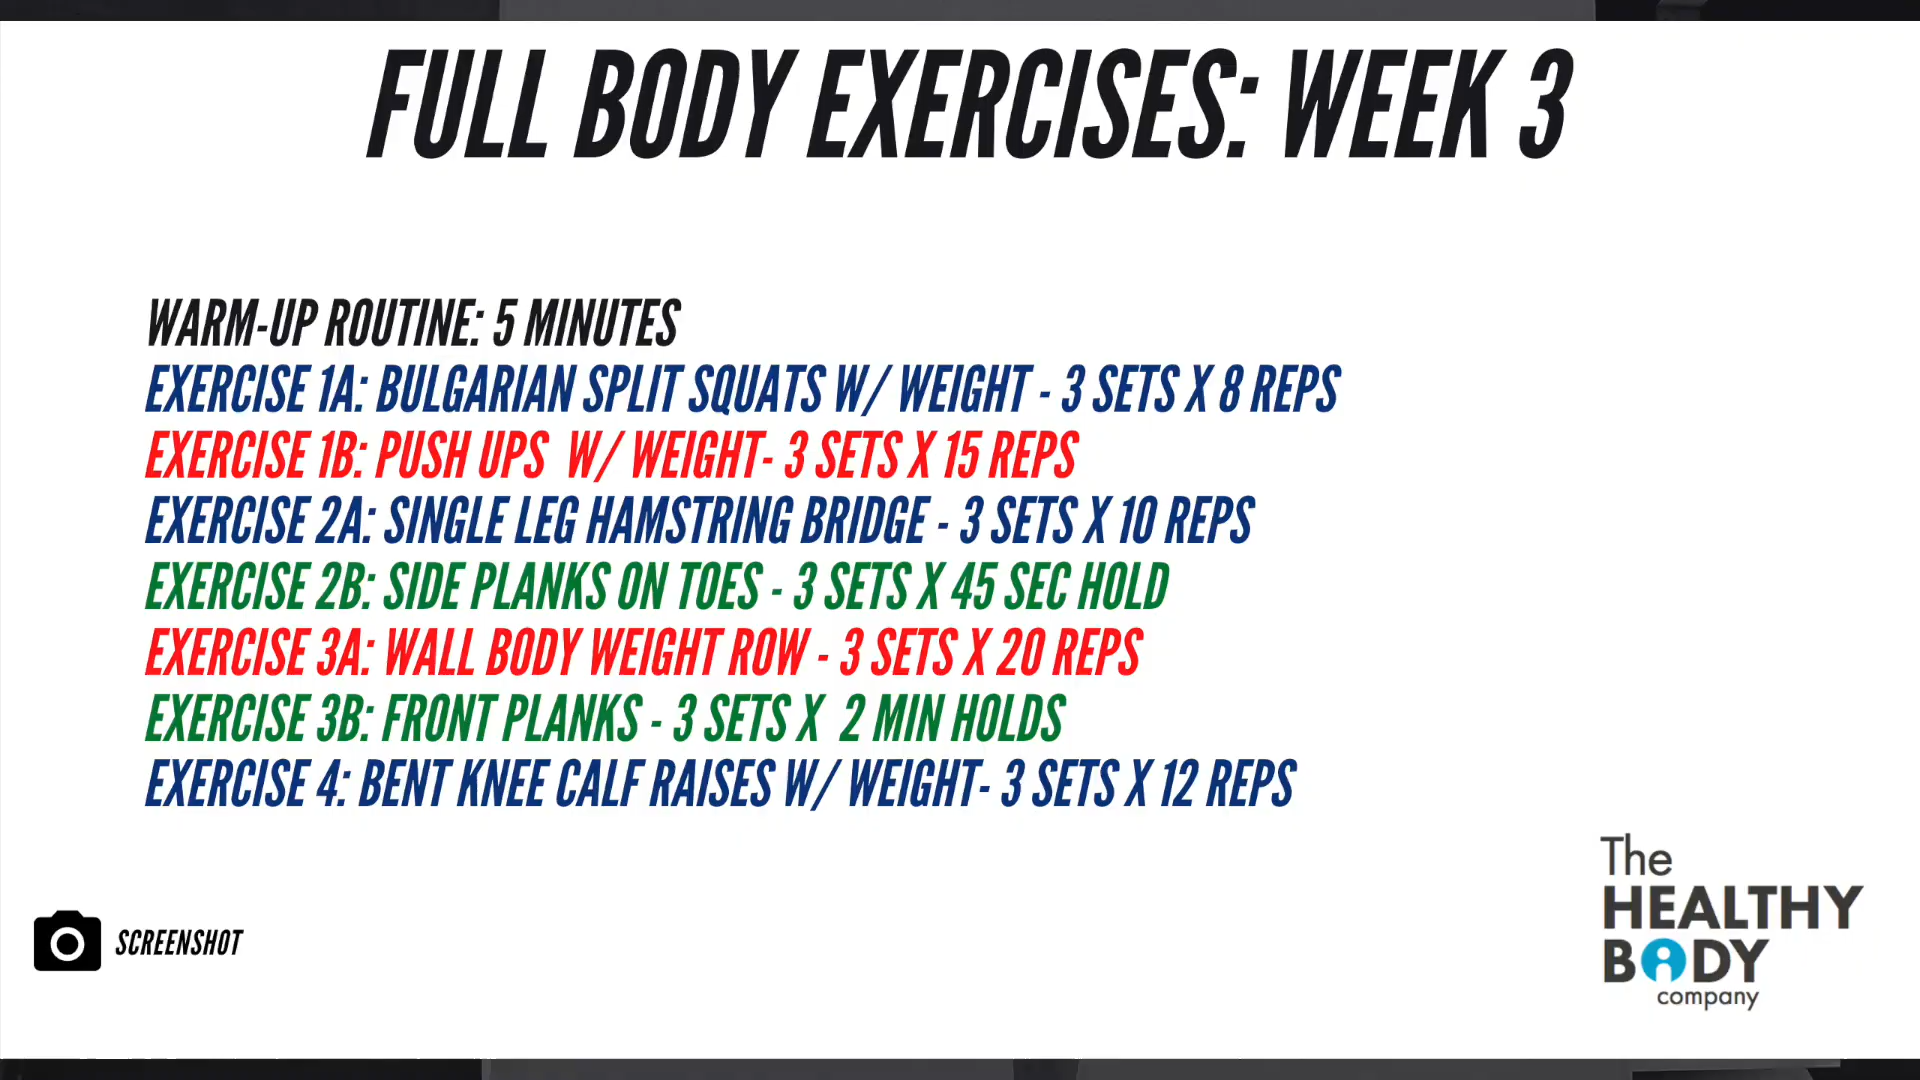 FULL BODY EXERCISES: WEEK 3
WARM-UP ROUTINE: 5 MINUTES
EXERCISE 1A: BULGARIAN SPLIT SQUATS W/ WEIGHT - 3 SETS X 8 REPS
EXERCISE 1B: PUSH UPS W/ WEIGHT- 3 SETS X 15 REPS
EXERCISE 2A: SINGLE LEG HAMSTRING BRIDGE - 3 SETS X 10 REPS
EXERCISE 2B: SIDE PLANKS ON TOES - 3 SETS X 45 SEC HOLD
EXERCISE 3A: WALL BODY WEIGHT ROW - 3 SETS X 20 REPS
EXERCISE 3B: FRONT PLANKS - 3 SETS X 2 MIN HOLDS
EXERCISE 4: BENT KNEE CALF RAISES W/ WEIGHT- 3 SETS X 12 REPS
SCREENSHOT
The
HEALTHY
BODY
company